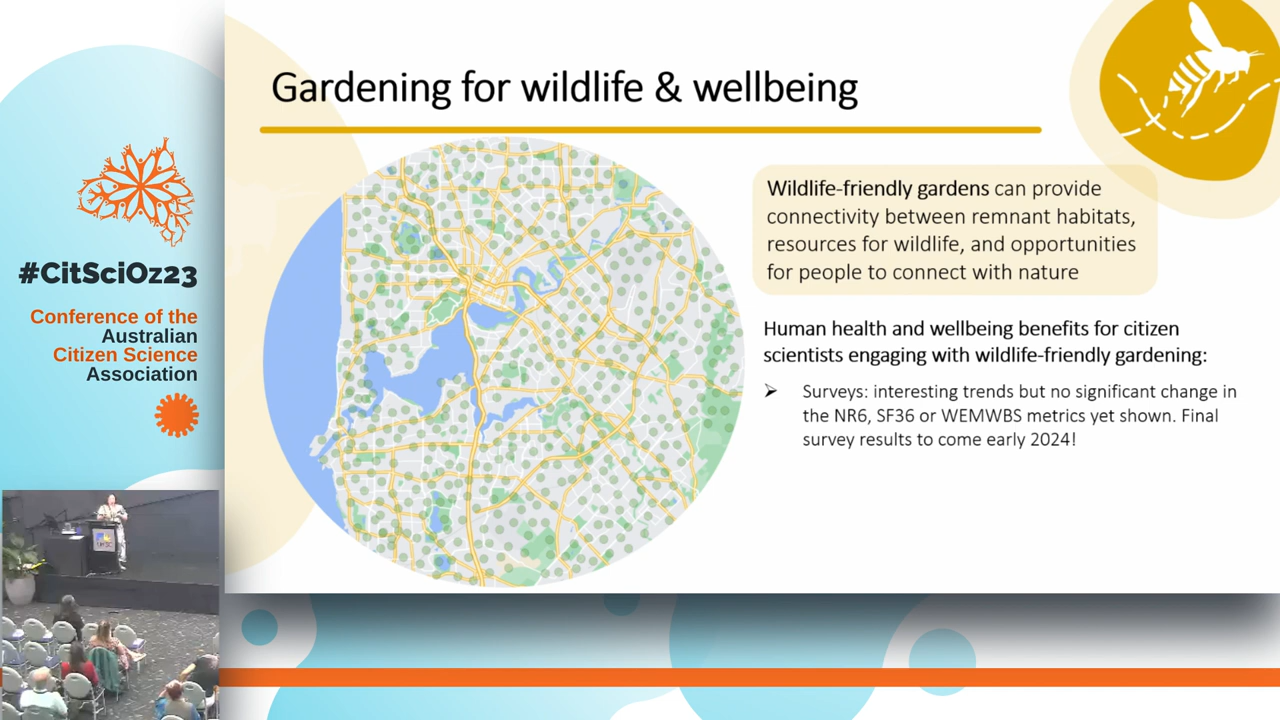 Gardening for wildlife & wellbeing
#CitSciOz23
Conference of the
Australian
Citizen Science
Association
Wildlife-friendly gardens can provide
connectivity between remnant habitats,
resources for wildlife, and opportunities
for people to connect with nature
Human health and wellbeing benefits for citizen
scientists engaging with wildlife-friendly gardening:
➤ Surveys: interesting trends but no significant change in
the NR6, SF36 or WEMWBS metrics yet shown. Final
survey results to come early 2024!